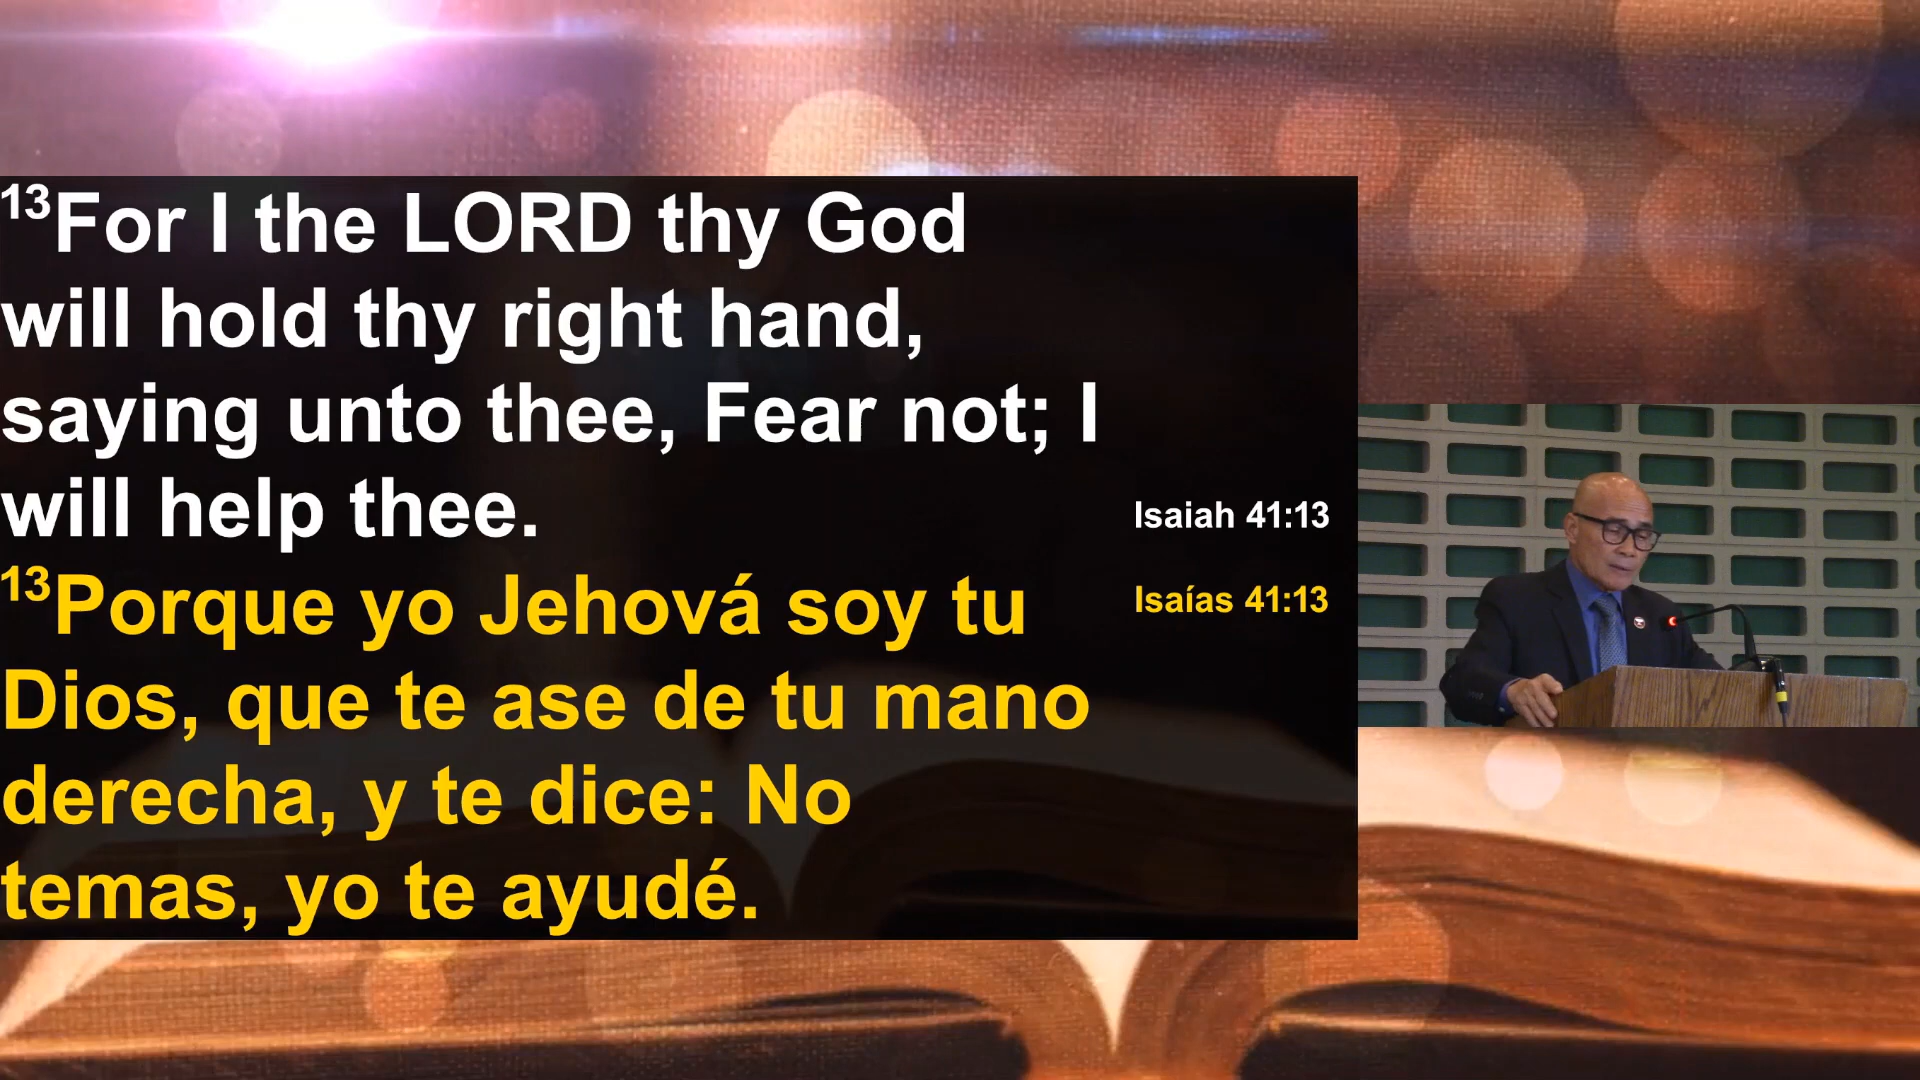 13For I the LORD thy God
will hold thy right hand,
saying unto thee, Fear not; I
will help thee.
Isaiah 41:13
13Porque yo Jehová soy tu
Dios, que te ase de tu mano
derecha, y te dice: No
temas, yo te ayudé.
Isaías 41:13